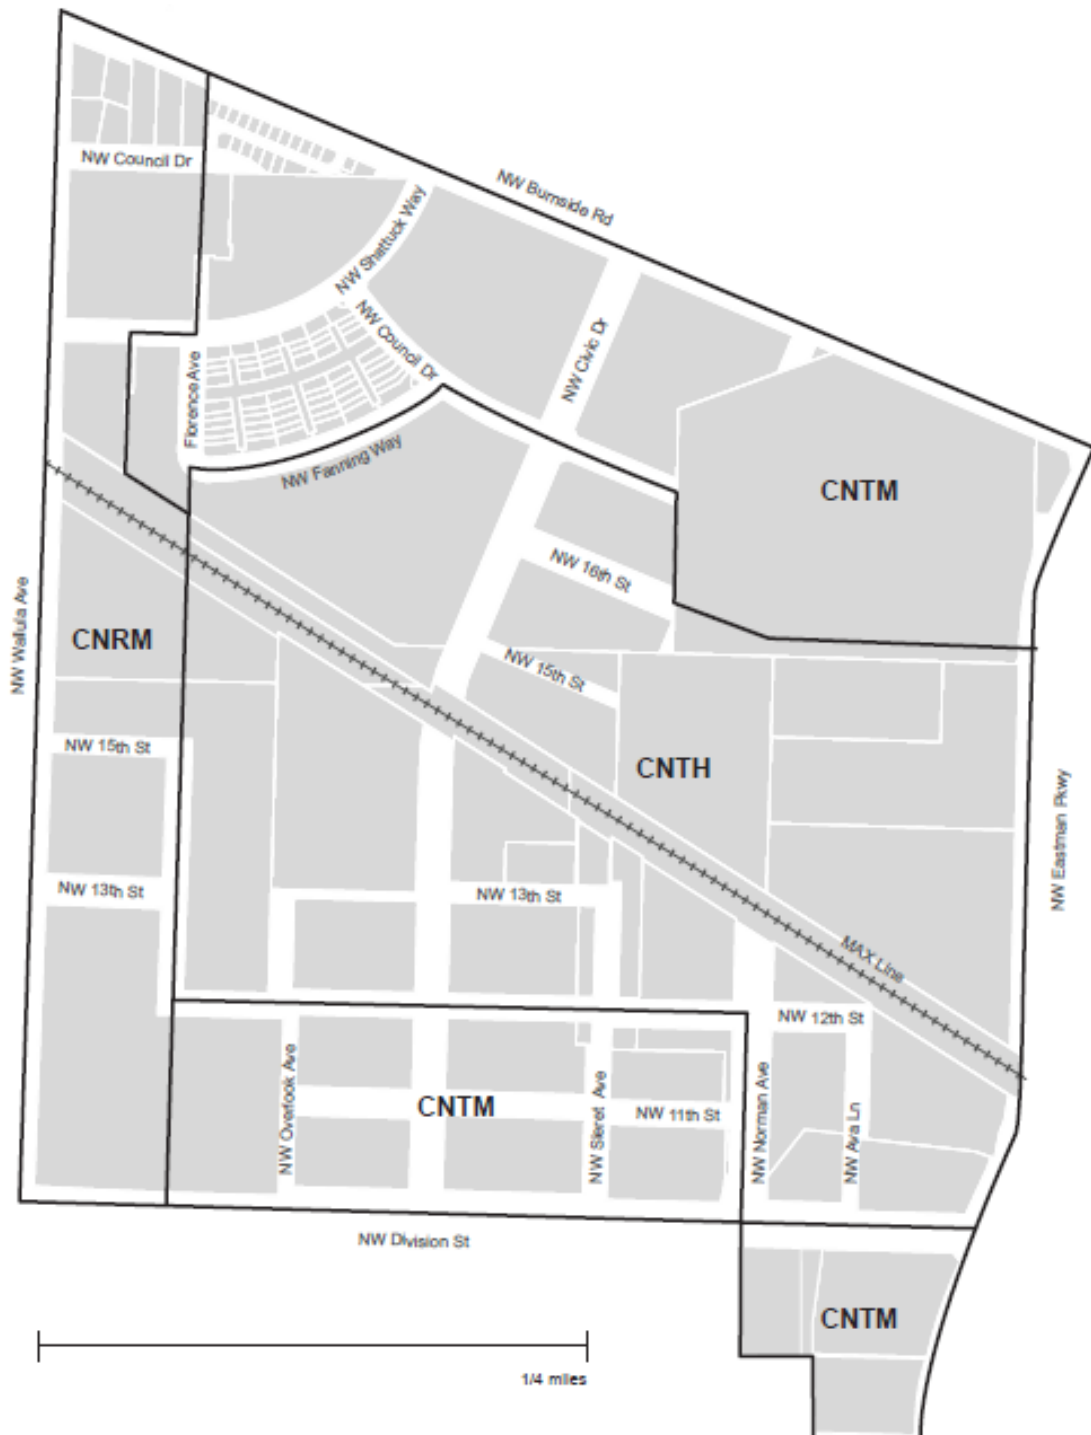 NW Council Dr
NW Burnside Rd
NW Shattuck Way
NW Council Dr
NW Civic Dr
Florence Ave
NW Fanning Way
CNTM
NW 16th St
NW Wallula Ave
CNRM
NW 15th St
NW 15th St
CNTH
NW Eastman Pkwy
NW 13th St
NW 13th St
MAX Line
NW 12th St
NW Overlook Ave
CNTM
NW Sleret Ave
NW 11th St
NW Norman Ave
NW Ava Ln
NW Division St
CNTM
1/4 miles